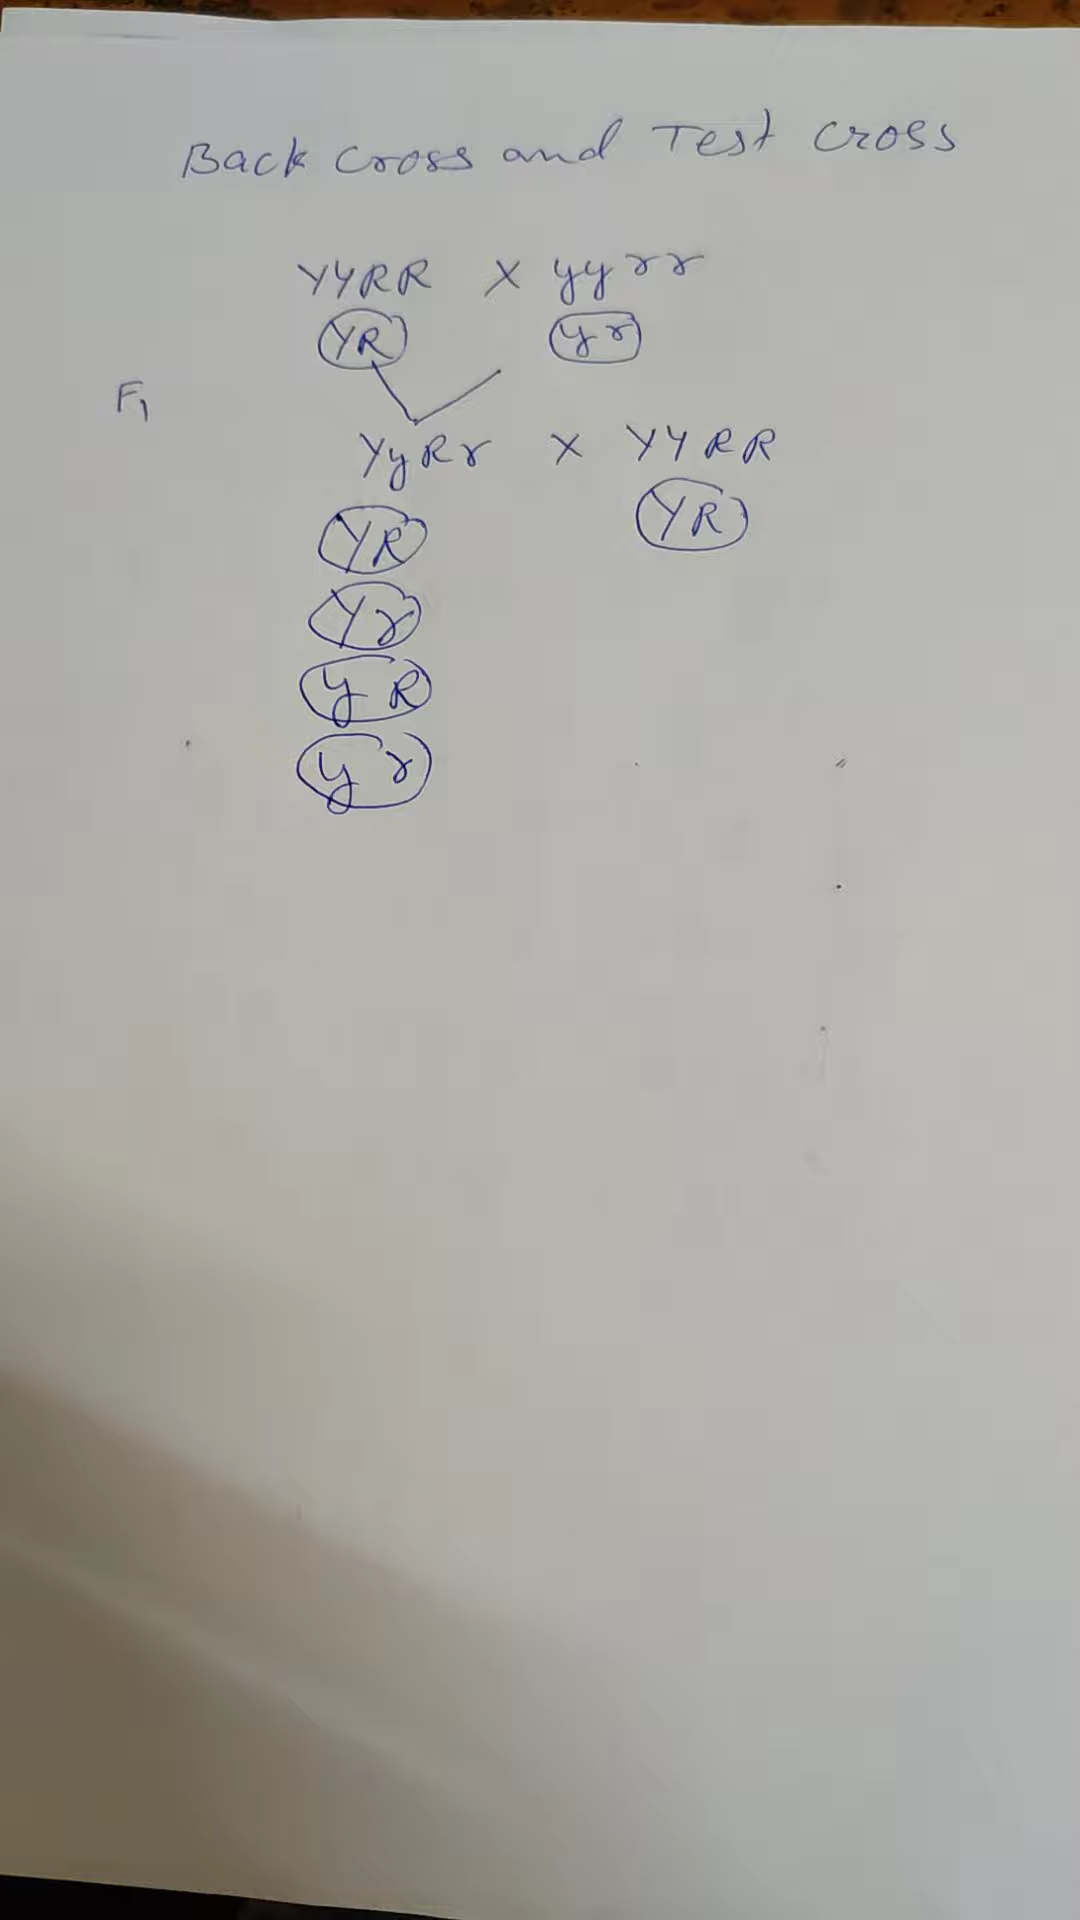 Back Cross and Test Cross
YYRR X yyrr
YR yr
F1
YyRr X YYRR
YR YR
Yr
yR
yr